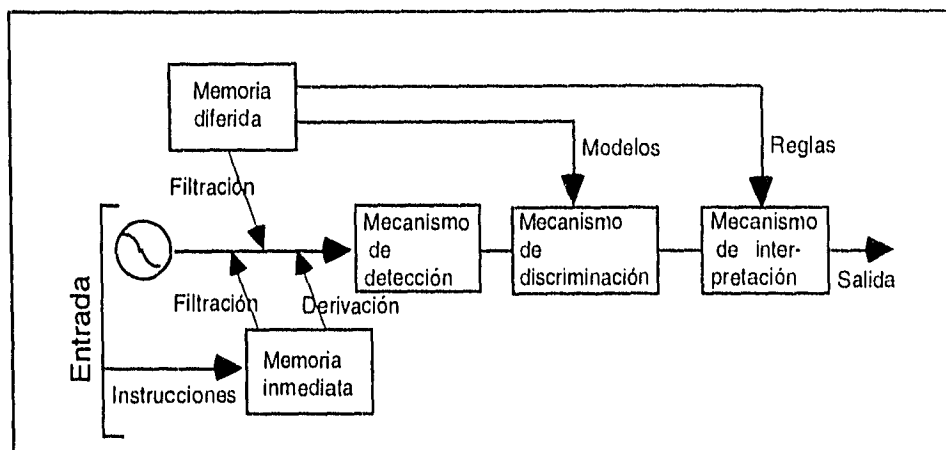 Memoria
diferida
Modelos
Reglas
Filtración
Mecanismo
de
detección
Mecanismo
de
discriminación
Mecanismo
de inter-
pretación
Salida
Filtración
Derivación
Entrada
Instrucciones
Memoria
inmediata